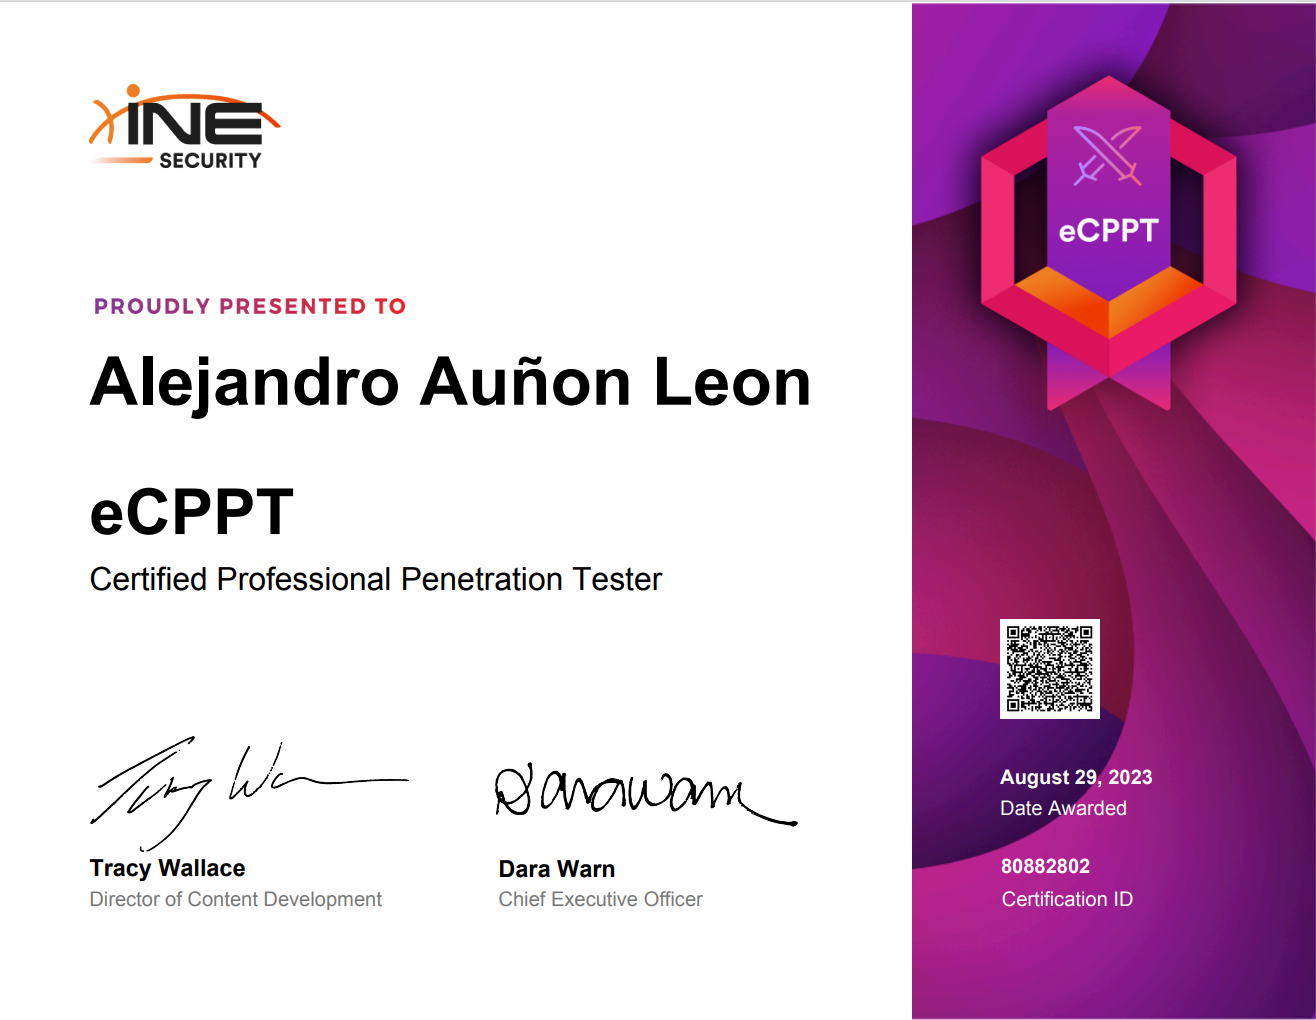 iNE
SECURITY
PROUDLY PRESENTED TO
Alejandro Auñon Leon
eCPPT
Certified Professional Penetration Tester
Tracy Wallace
Director of Content Development
Dara Warn
Chief Executive Officer
eCPPT
August 29, 2023
Date Awarded
80882802
Certification ID